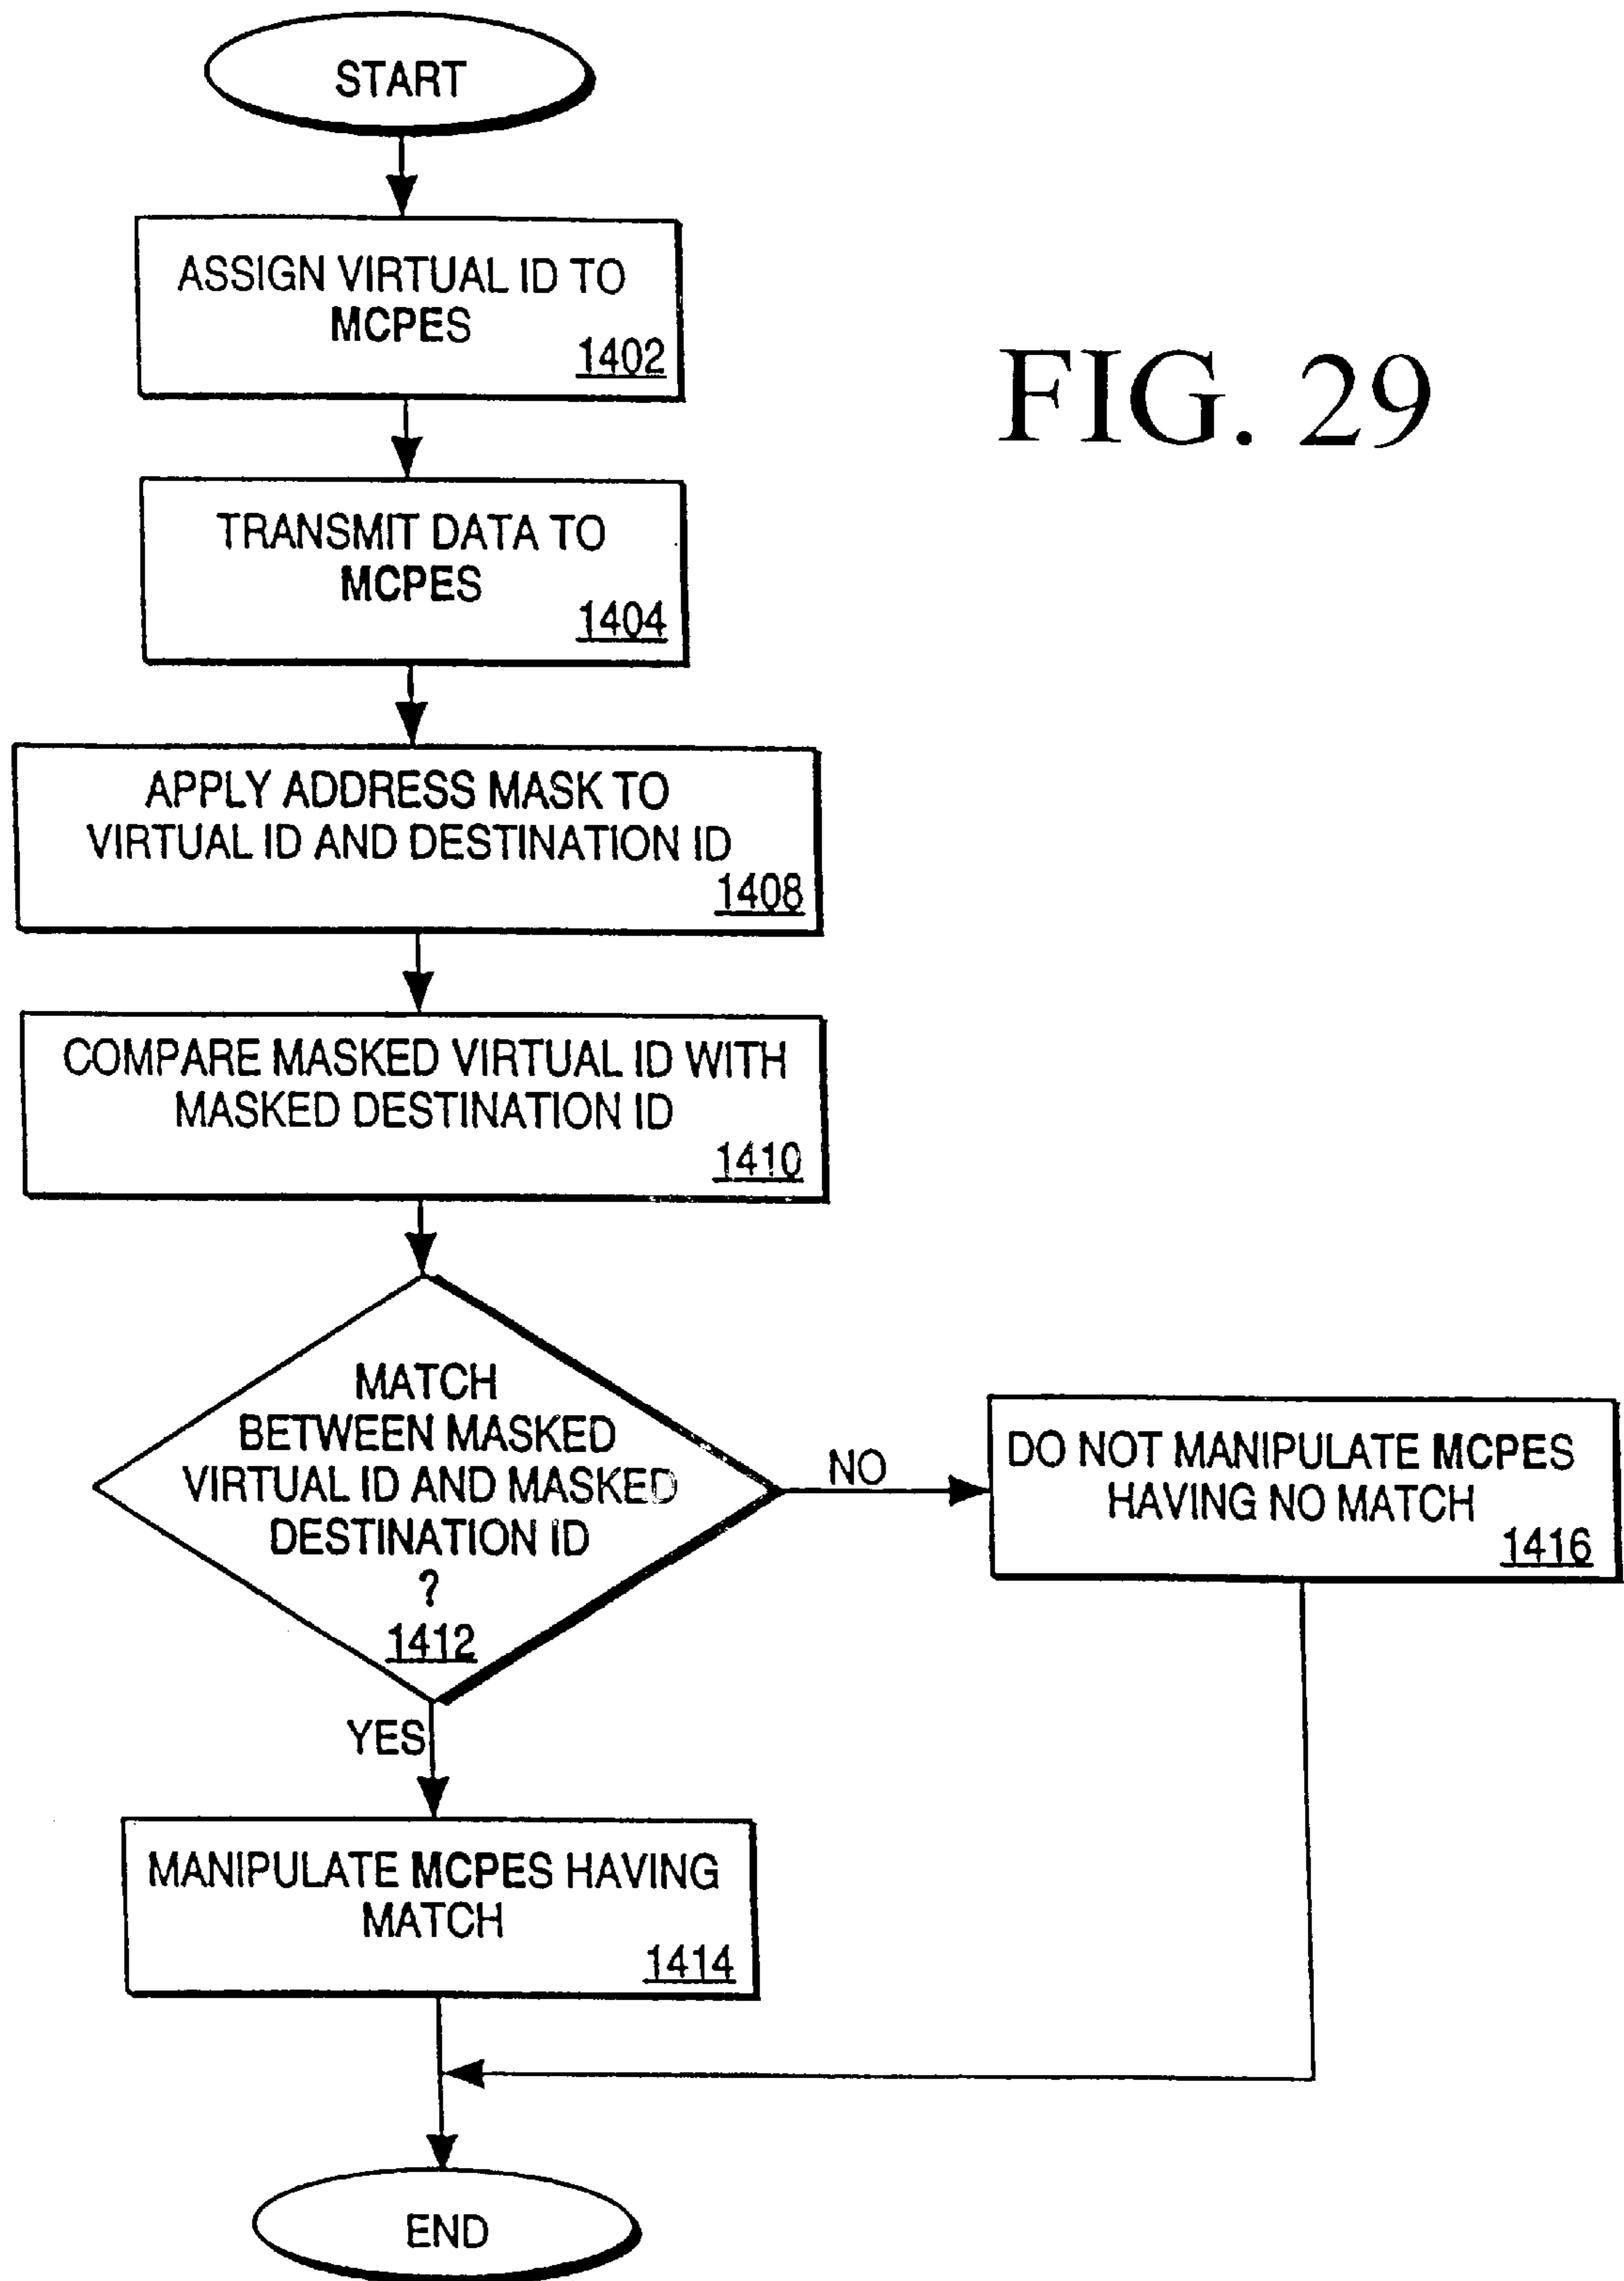 START
ASSIGN VIRTUAL ID TO
MCPES
1402
FIG. 29
TRANSMIT DATA TO
MCPES
1404
APPLY ADDRESS MASK TO
VIRTUAL ID AND DESTINATION ID
1408
COMPARE MASKED VIRTUAL ID WITH
MASKED DESTINATION ID
1410
MATCH
BETWEEN MASKED
VIRTUAL ID AND MASKED
DESTINATION ID
?
1412
NO
DO NOT MANIPULATE MCPES
HAVING NO MATCH
1416
YES
MANIPULATE MCPES HAVING
MATCH
1414
END